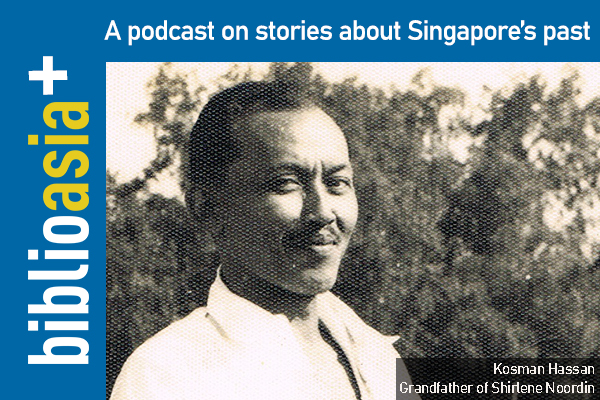 A podcast on stories about Singapore's past
biblioasia+
Kosman Hassan
Grandfather of Shirlene Noordin